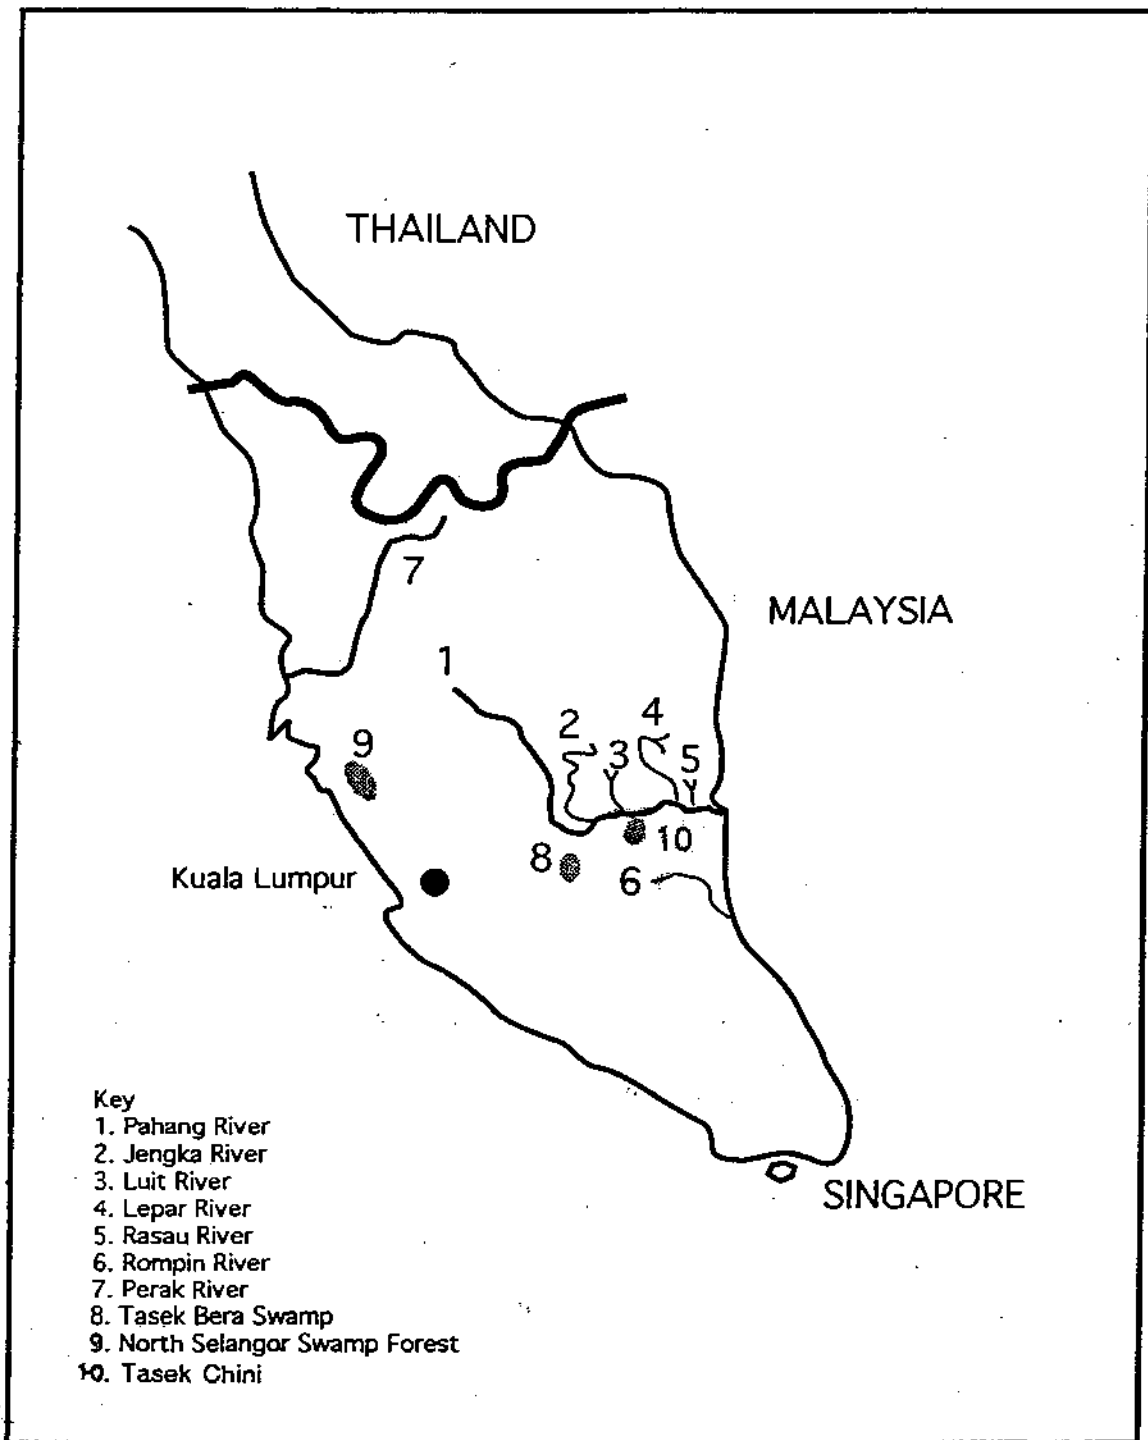 THAILAND
7
MALAYSIA
1
2
4
3
5
9
10
8
6
Kuala Lumpur
SINGAPORE
Key
1. Pahang River
2. Jengka River
3. Luit River
4. Lepar River
5. Rasau River
6. Rompin River
7. Perak River
8. Tasek Bera Swamp
9. North Selangor Swamp Forest
10. Tasek Chini